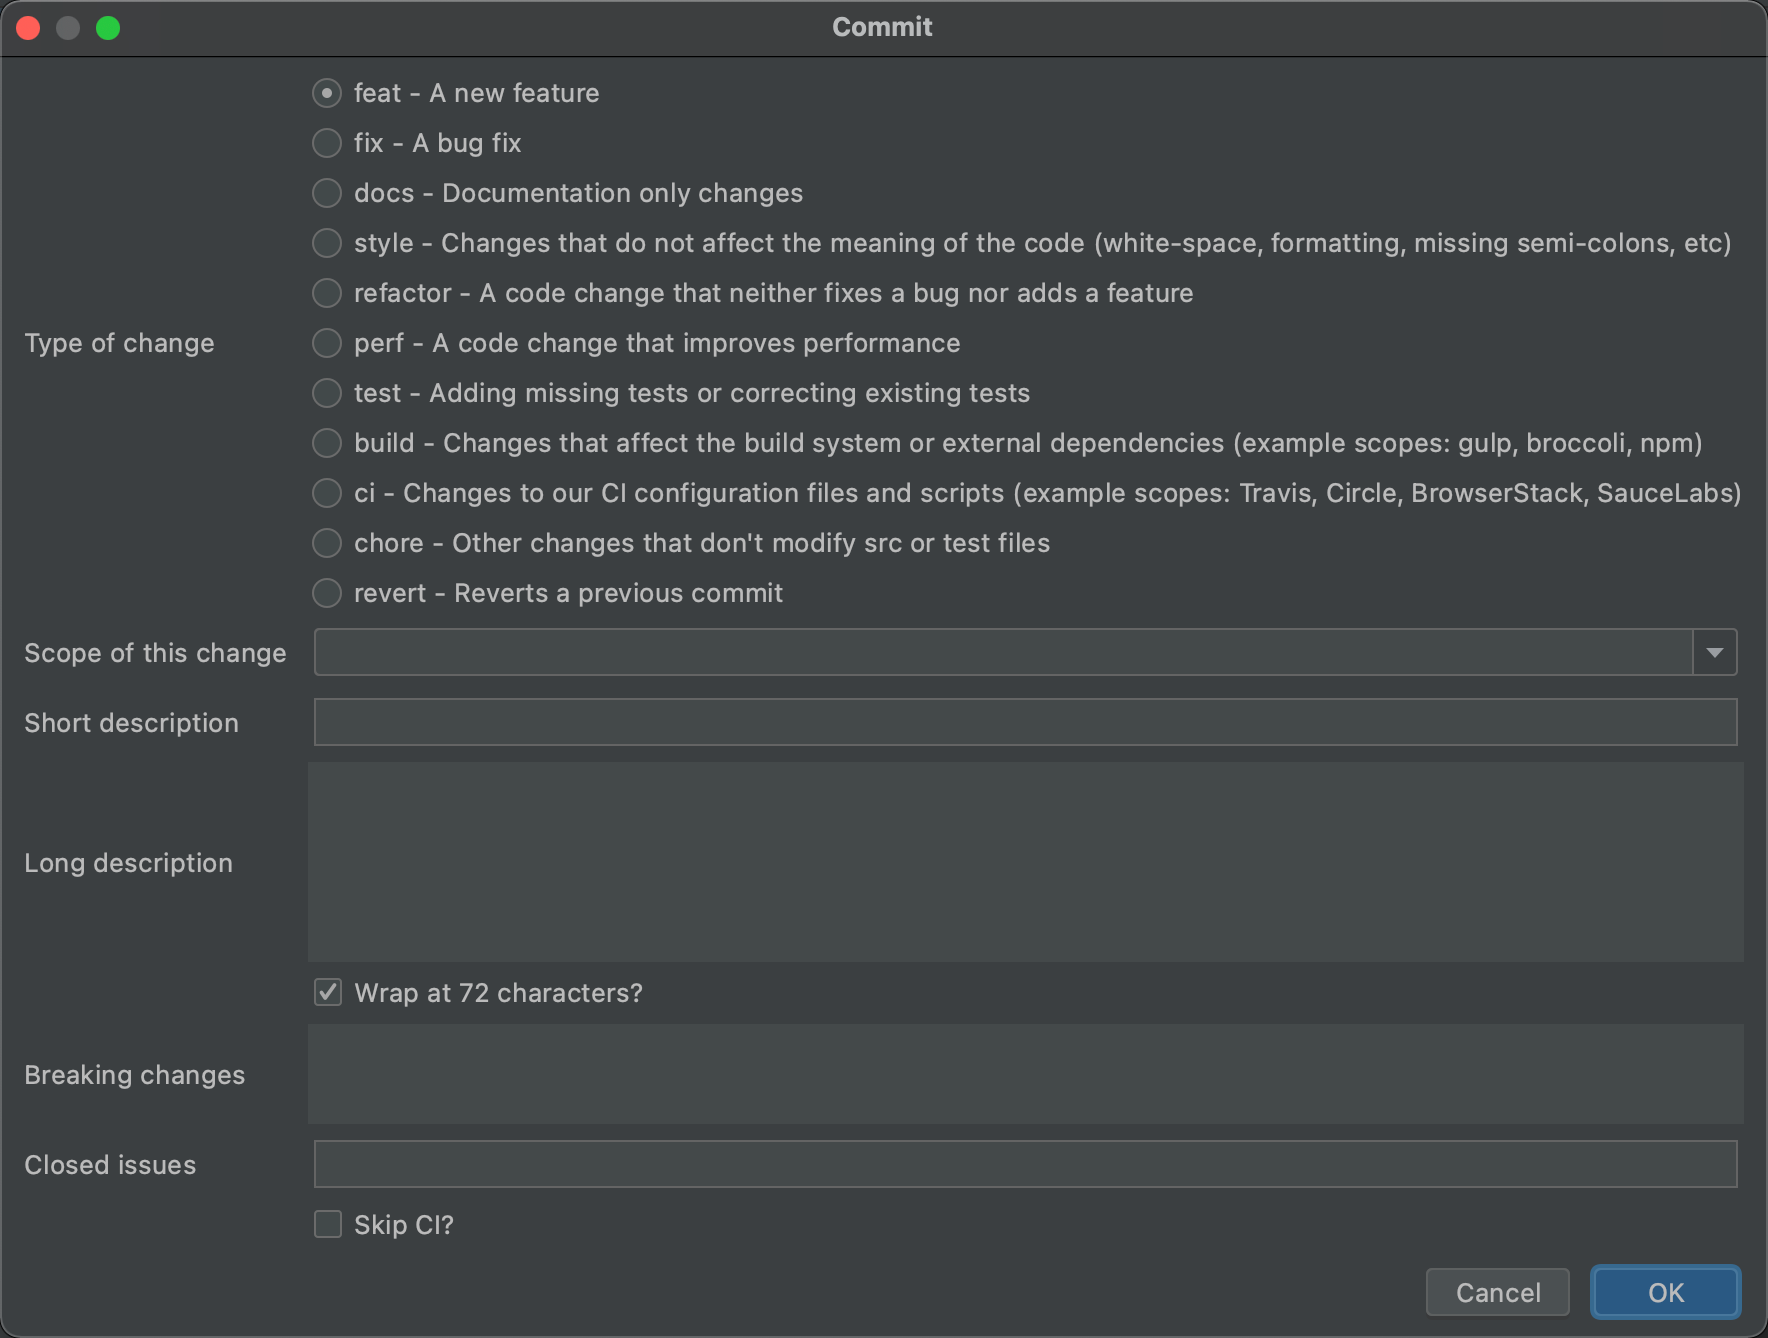 Commit
feat - A new feature
fix - A bug fix
docs - Documentation only changes
style - Changes that do not affect the meaning of the code (white-space, formatting, missing semi-colons, etc)
refactor - A code change that neither fixes a bug nor adds a feature
Type of change
perf - A code change that improves performance
test - Adding missing tests or correcting existing tests
build - Changes that affect the build system or external dependencies (example scopes: gulp, broccoli, npm)
ci - Changes to our CI configuration files and scripts (example scopes: Travis, Circle, BrowserStack, SauceLabs)
chore - Other changes that don't modify src or test files
revert - Reverts a previous commit
Scope of this change
Short description
Long description
Wrap at 72 characters?
Breaking changes
Closed issues
Skip CI?
Cancel
OK